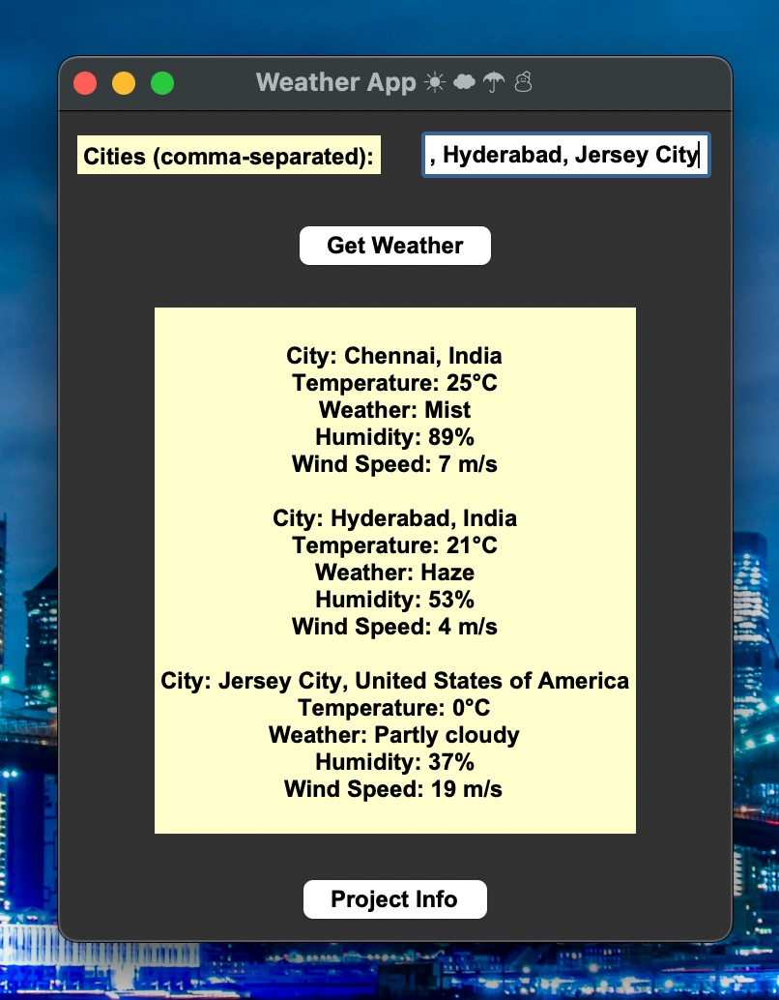 Weather App ☀ ☁ ☂ ☃
Cities (comma-separated): , Hyderabad, Jersey City
Get Weather
City: Chennai, India
Temperature: 25°C
Weather: Mist
Humidity: 89%
Wind Speed: 7 m/s
City: Hyderabad, India
Temperature: 21°C
Weather: Haze
Humidity: 53%
Wind Speed: 4 m/s
City: Jersey City, United States of America
Temperature: 0°C
Weather: Partly cloudy
Humidity: 37%
Wind Speed: 19 m/s
Project Info